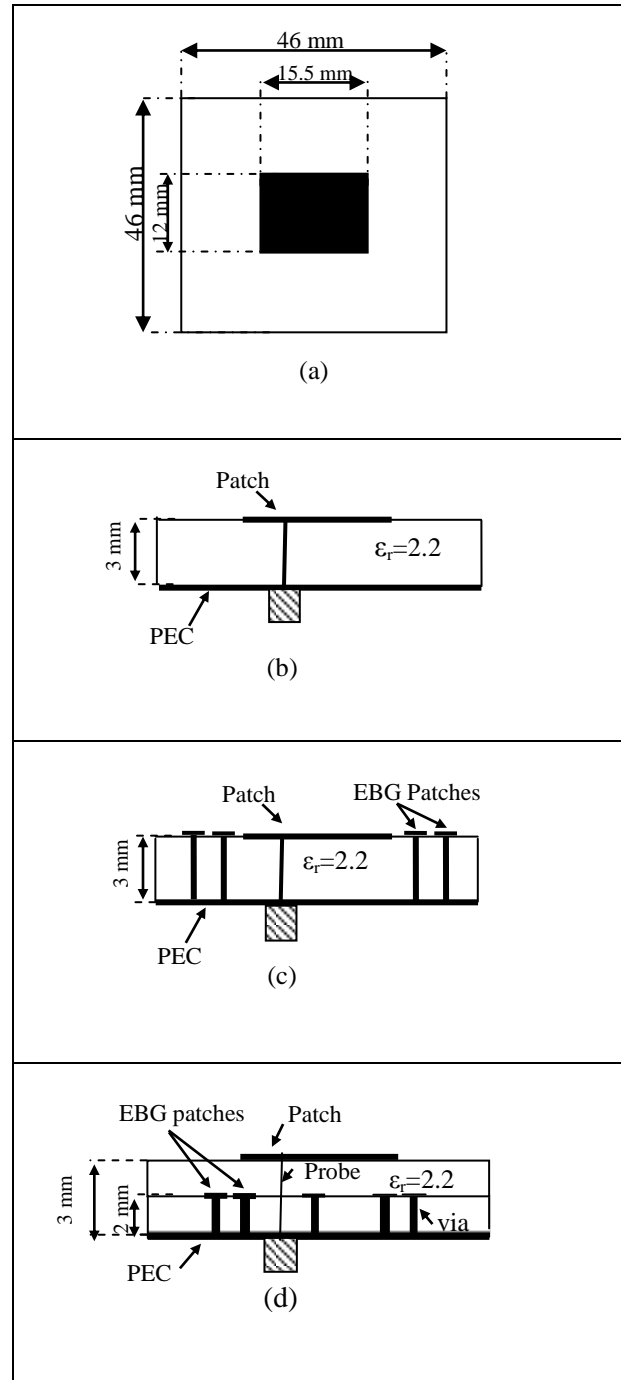 46 mm
15.5 mm
46 mm
12 mm
(a)
Patch
3 mm
εr=2.2
PEC
(b)
Patch
EBG Patches
3 mm
εr=2.2
PEC
(c)
EBG patches
Patch
Probe
εr=2.2
3 mm
2 mm
via
PEC
(d)